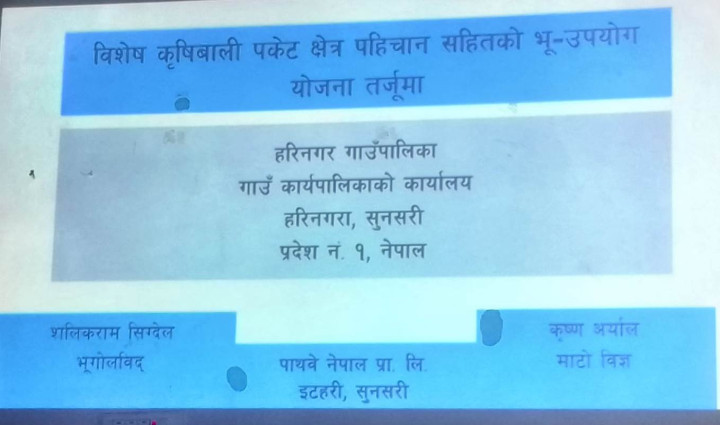 विशेष कृषिबाली पकेट क्षेत्र पहिचान सहितको भू-उपयोग
योजना तर्जूमा
हरिनगर गाउँपालिका
गाउँ कार्यपालिकाको कार्यालय
हरिनगरा, सुनसरी
प्रदेश नं. १, नेपाल
शलिकराम सिग्देल
भूगोलविद्
कृष्ण अर्याल
माटो विज्ञ
पाथवे नेपाल प्रा. लि.
इटहरी, सुनसरी